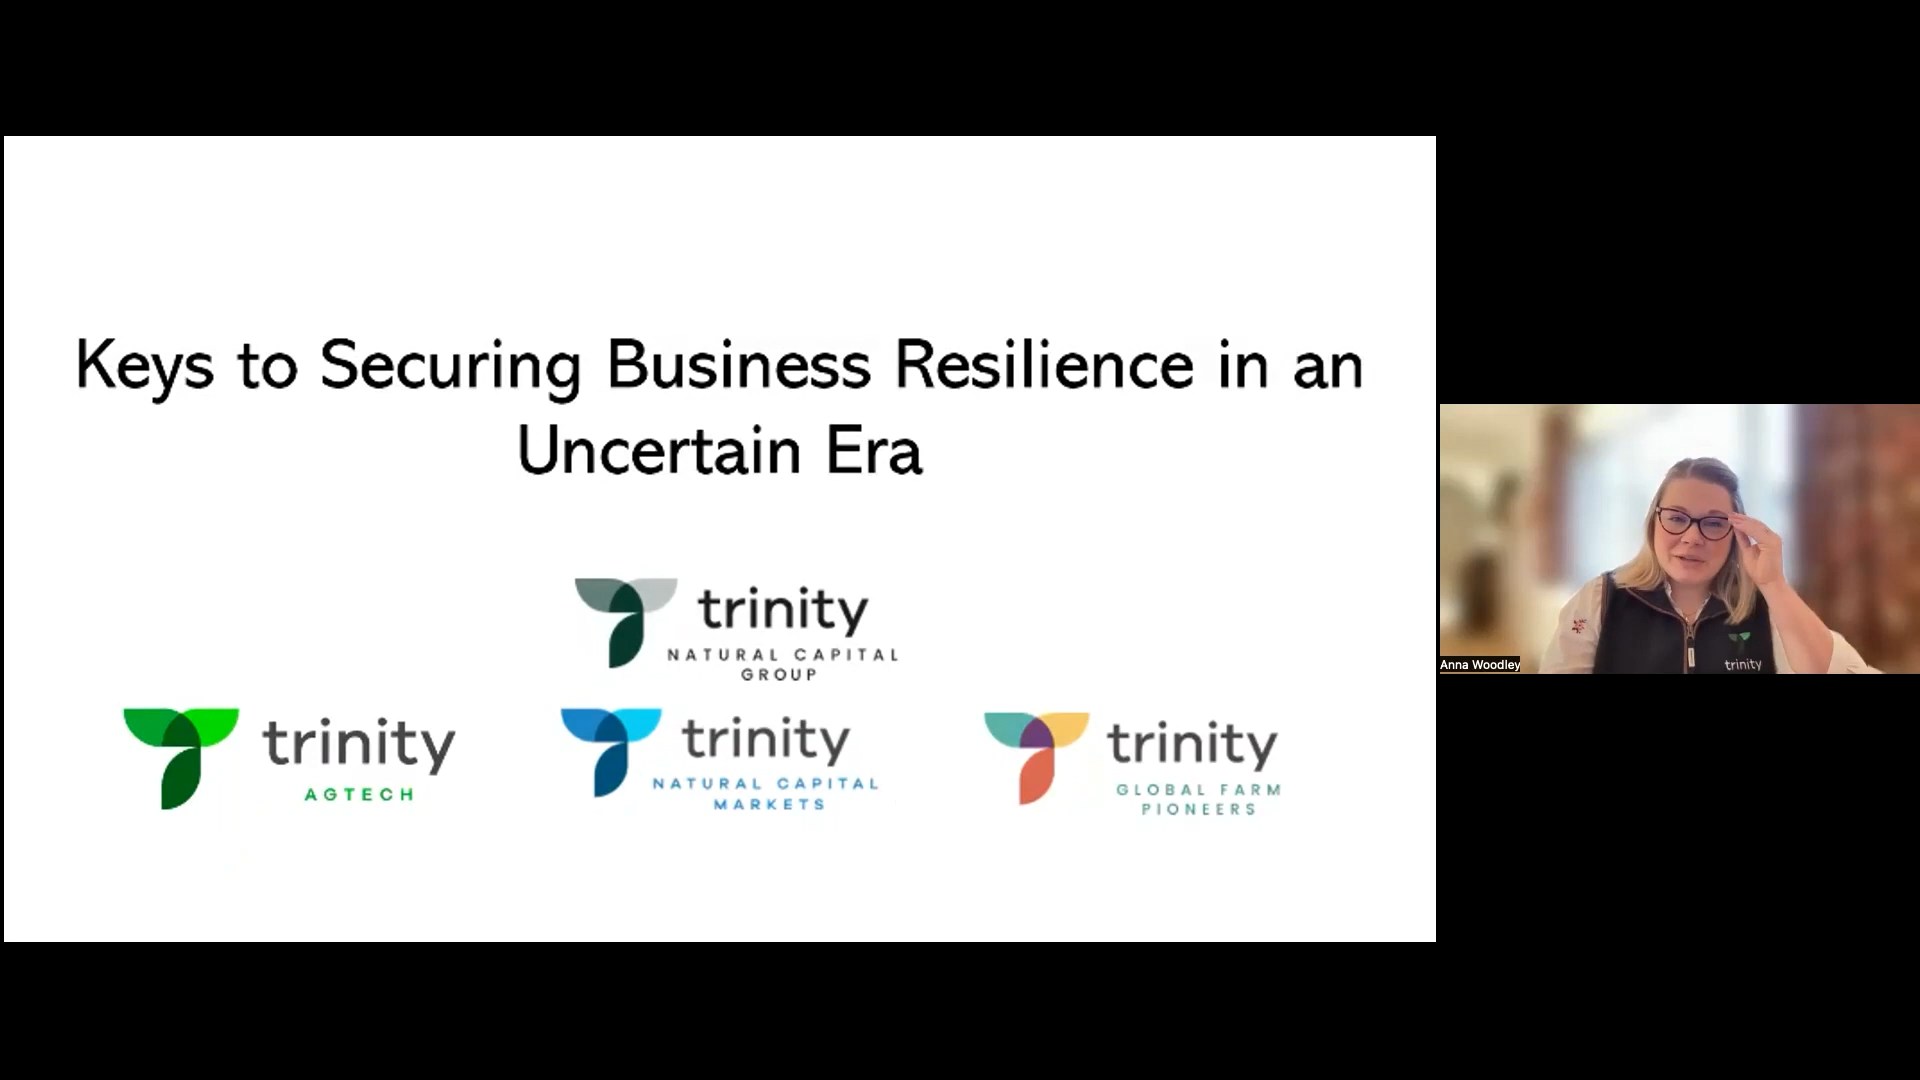 Keys to Securing Business Resilience in an
Uncertain Era
trinity
NATURAL CAPITAL
GROUP
trinity
AGTECH
trinity
NATURAL CAPITAL
MARKETS
trinity
GLOBAL FARM
PIONEERS
Anna Woodley
trinity